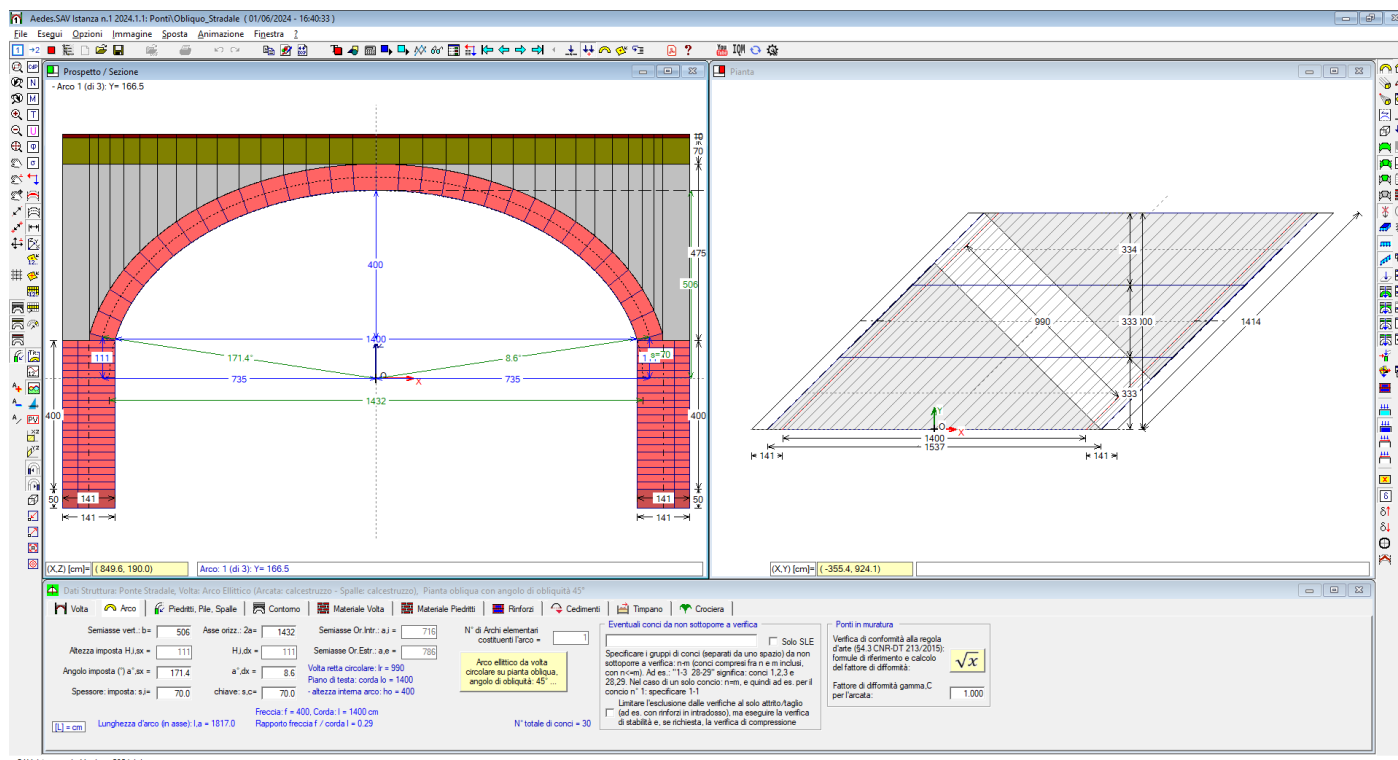 Aedes.SAV Istanza n.1 2024.1.1: Ponti\Obliquo_Stradale ( 01/06/2024 - 16:40:33 )
File Esegui Opzioni Immagine Sposta Animazione Finestra ?
Prospetto / Sezione
- Arco 1 (di 3): Y= 166.5
70
475
400
506
1400
171.4°
8.6°
111
s=70
735
735
O
X
1432
400
400
50
141
141
50
141
141
(X,Z) [cm]= ( 849.6, 190.0)
Arco: 1 (di 3): Y= 166.5
Pianta
334
990
333
1414
333
Y
O
X
1400
1537
141
141
(X,Y) [cm]= ( -355.4, 924.1)
Dati Struttura: Ponte Stradale, Volta: Arco Ellittico (Arcata: calcestruzzo - Spalle: calcestruzzo), Pianta obliqua con angolo di obliquità 45°
Volta Arco Piedritti, Pile, Spalle Contorno Materiale Volta Materiale Piedritti Rinforzi Cedimenti Timpano Crociera
Semiasse vert.: b= 506 Asse orizz.: 2a= 1432 Semiasse Or.Intr.: a,i = 716
Altezza imposta H,i,sx = 111 H,i,dx = 111 Semiasse Or.Estr.: a,e = 786
Angolo imposta (°) a°,sx = 171.4 a°,dx = 8.6
Spessore: imposta: s,i= 70.0 chiave: s,c= 70.0
Volta retta circolare: lr = 990
Piano di testa: corda lo = 1400
- altezza interna arco: ho = 400
Freccia: f = 400, Corda: l = 1400 cm
[L] = cm Lunghezza d'arco (in asse): l,a = 1817.0 Rapporto freccia f / corda l = 0.29
N° di Archi elementari
costituenti l'arco = 1
Arco ellittico da volta
circolare su pianta obliqua,
angolo di obliquità: 45° ...
N° totale di conci = 30
Eventuali conci da non sottoporre a verifica
Solo SLE
Specificare i gruppi di conci (separati da uno spazio) da non
sottoporre a verifica: n-m (conci compresi fra n e m inclusi,
con n<=m). Ad es.: "1-3 28-29" significa: conci 1,2,3 e
28,29. Nel caso di un solo concio: n=m, e quindi ad es. per il
concio n° 1: specificare 1-1
Limitare l'esclusione dalle verifiche al solo attrito/taglio
(ad es. con rinforzi in intradosso), ma eseguire la verifica
di stabilità e, se richiesta, la verifica di compressione
Ponti in muratura
Verifica di conformità alla regola
d'arte (§4.3 CNR-DT 213/2015):
formule di riferimento e calcolo
del fattore di difformità:
√x
Fattore di difformità gamma,C
per l'arcata: 1.000